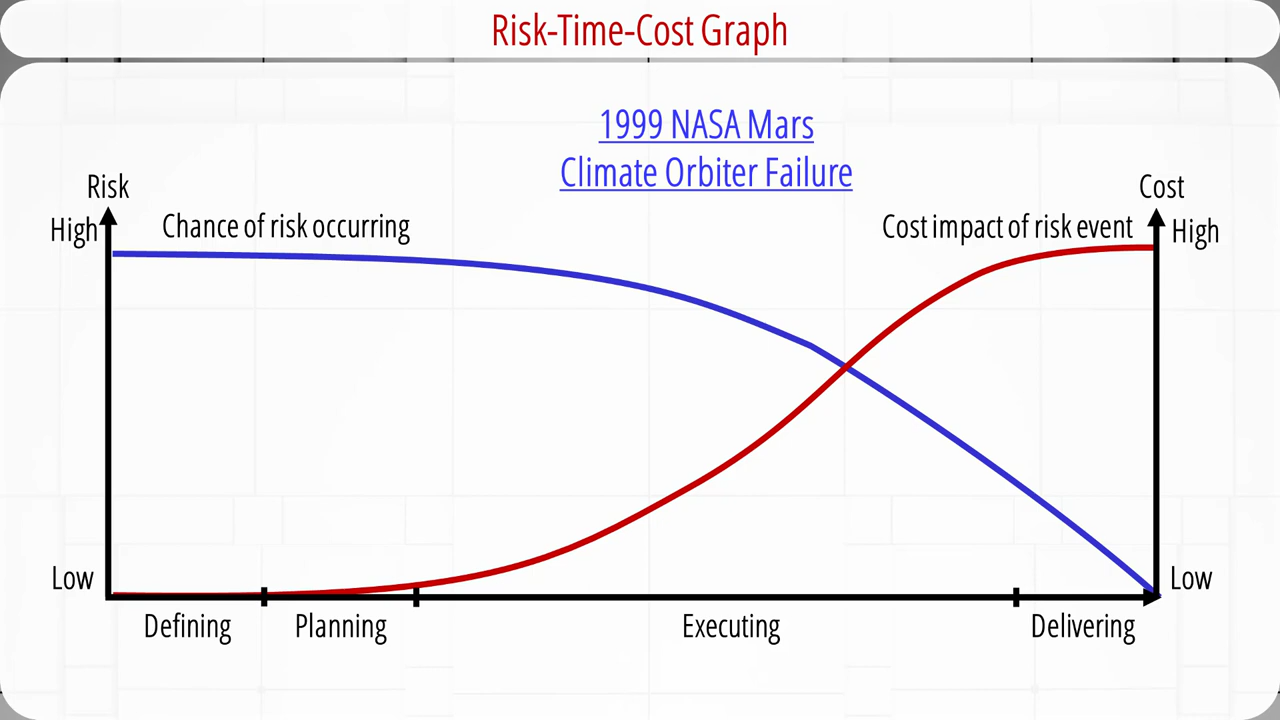 Risk-Time-Cost Graph
1999 NASA Mars
Climate Orbiter Failure
Risk
Cost
High
Chance of risk occurring
Cost impact of risk event
High
Low
Low
Defining
Planning
Executing
Delivering